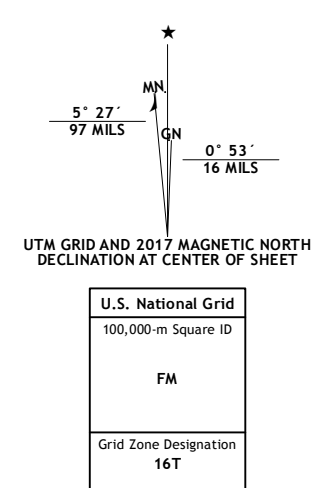 ★
MN.
5° 27´
97 MILS
GN
0° 53´
16 MILS
UTM GRID AND 2017 MAGNETIC NORTH
DECLINATION AT CENTER OF SHEET
U.S. National Grid
100,000-m Square ID
FM
Grid Zone Designation
16T